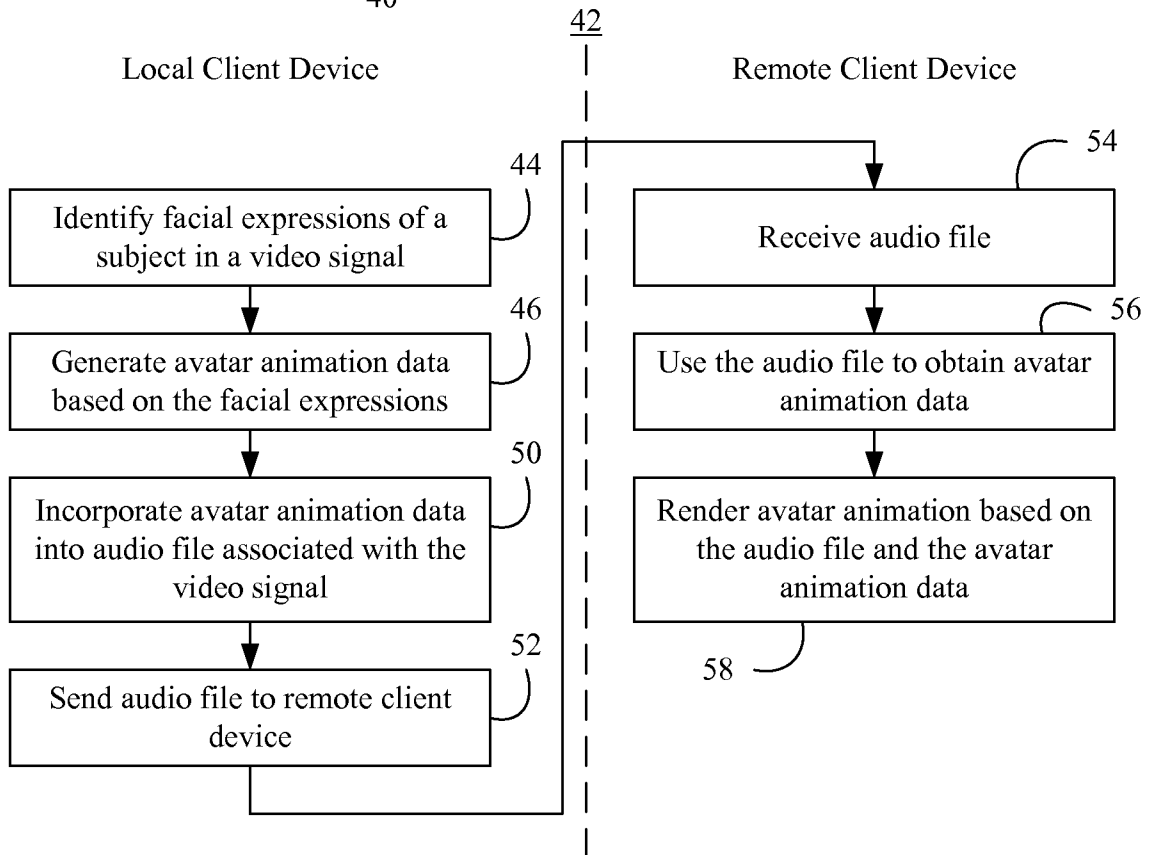 42
Local Client Device
Remote Client Device
44
Identify facial expressions of a
subject in a video signal
46
Generate avatar animation data
based on the facial expressions
50
Incorporate avatar animation data
into audio file associated with the
video signal
52
Send audio file to remote client
device
54
Receive audio file
56
Use the audio file to obtain avatar
animation data
Render avatar animation based on
the audio file and the avatar
animation data
58